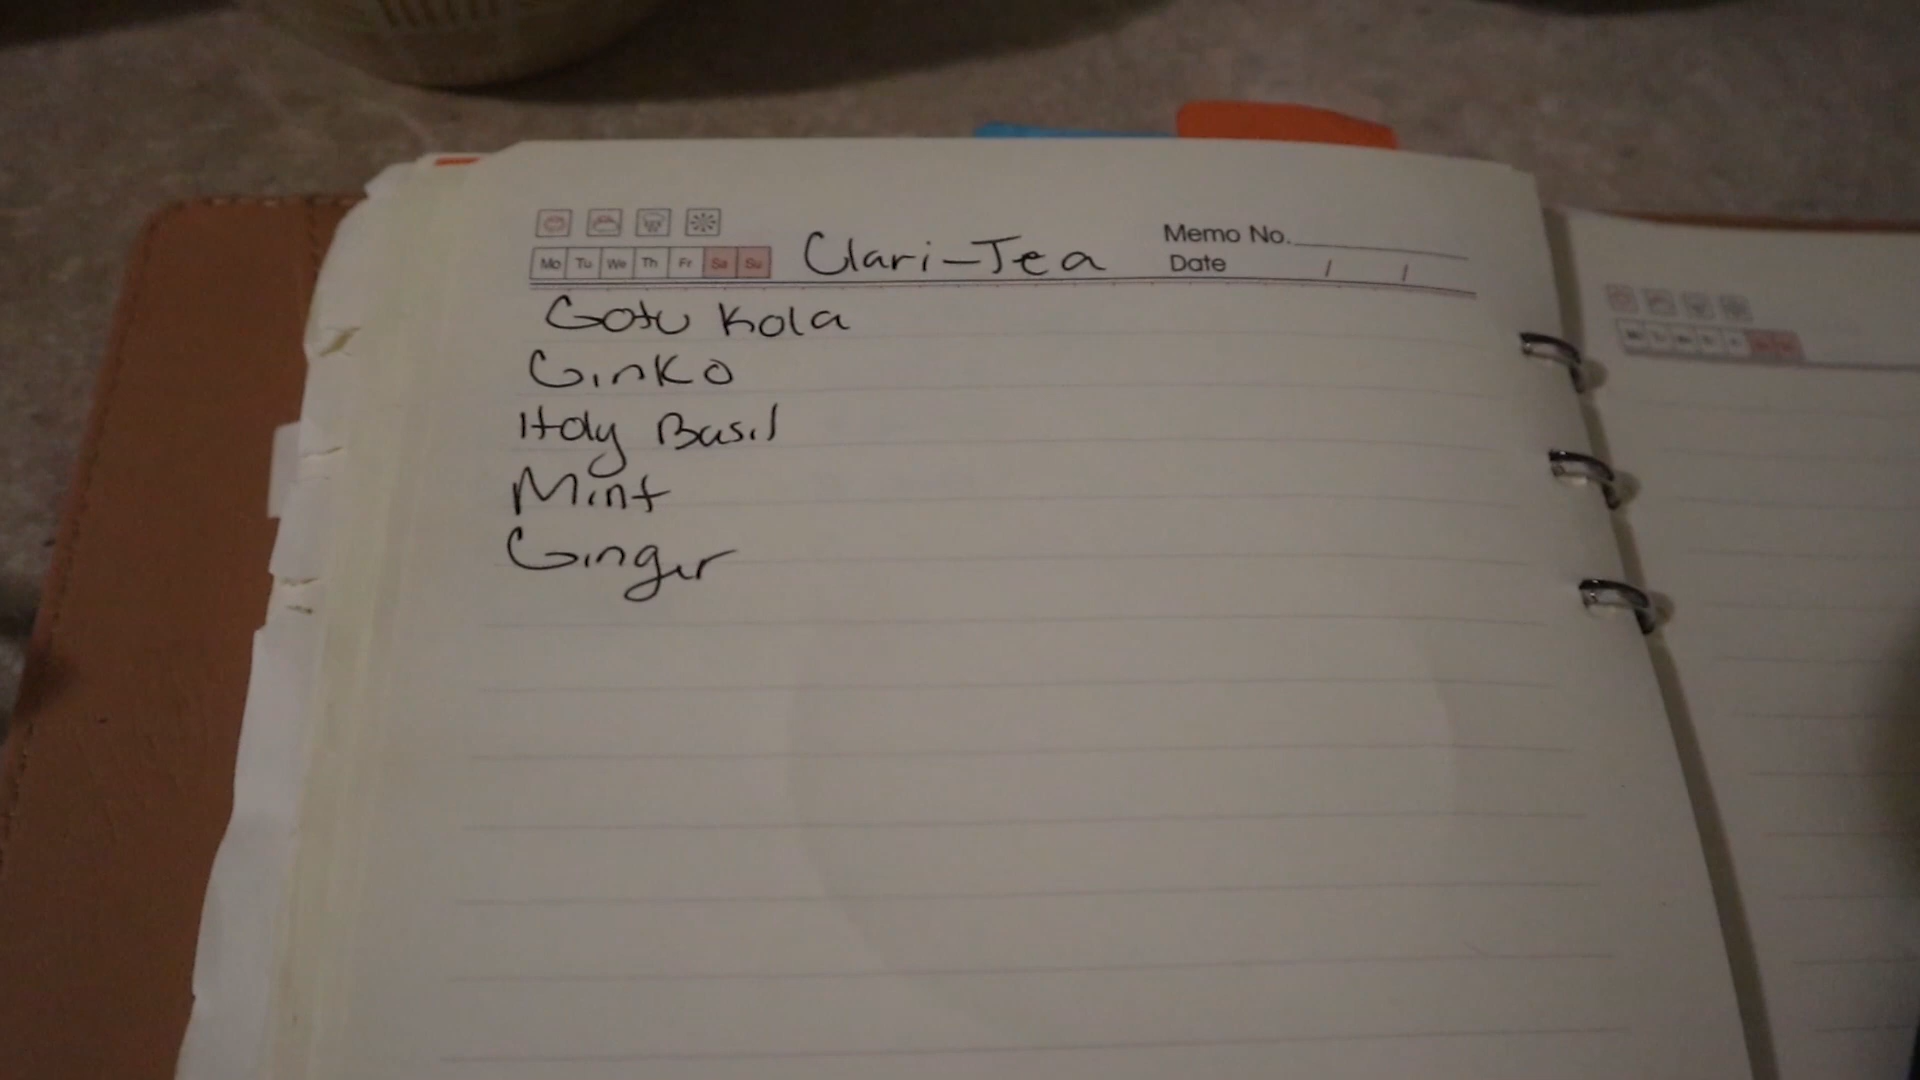 Clari-Tea
Memo No.
Mo Tu We Th Fr Sa Su
Date / /
Gotu Kola
Ginko
Holy Basil
Mint
Ginger